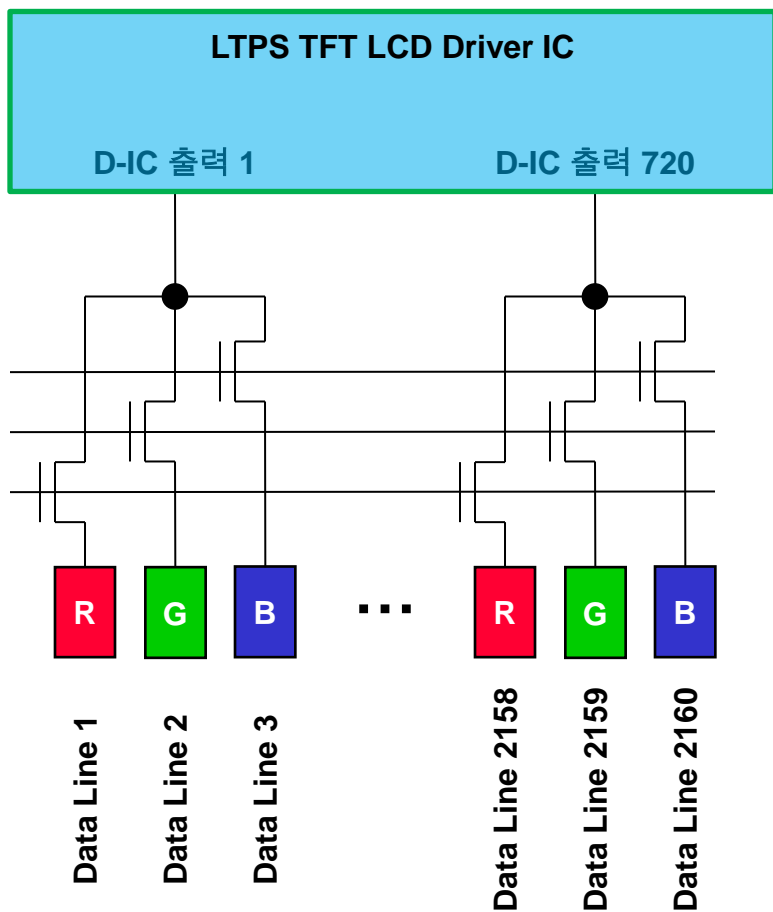 LTPS TFT LCD Driver IC
D-IC 출력 1
D-IC 출력 720
R
G
B
...
R
G
B
Data Line 1
Data Line 2
Data Line 3
Data Line 2158
Data Line 2159
Data Line 2160